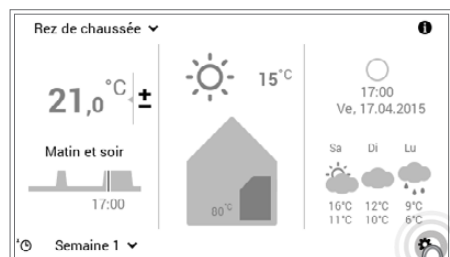 Rez de chaussée
21,0 °C ±
15°C
17:00
Ve, 17.04.2015
Matin et soir
17:00
80°C
Sa Di Lu
16°C 12°C 9°C
11°C 10°C 6°C
Semaine 1